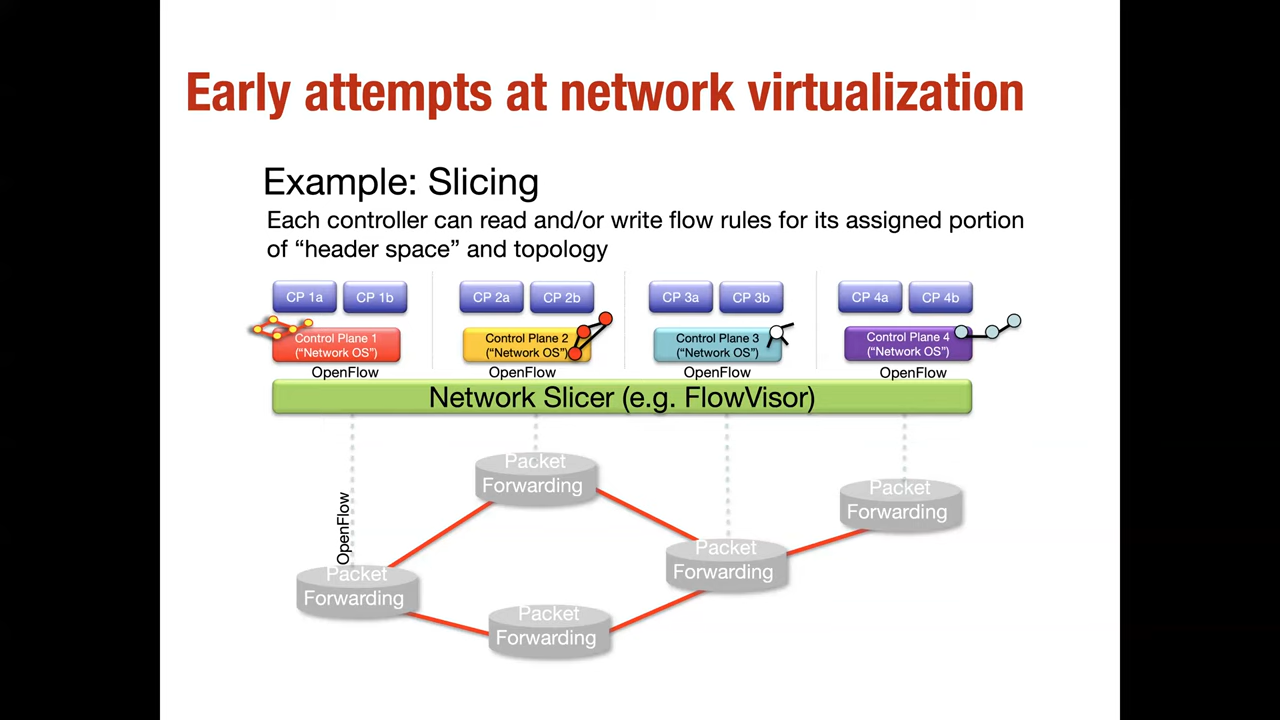 Early attempts at network virtualization
Example: Slicing
Each controller can read and/or write flow rules for its assigned portion
of “header space” and topology
CP 1a
CP 1b
CP 2a
CP 2b
CP 3a
CP 3b
CP 4a
CP 4b
Control Plane 1
(“Network OS”)
Control Plane 2
(“Network OS”)
Control Plane 3
(“Network OS”)
Control Plane 4
(“Network OS”)
OpenFlow
OpenFlow
OpenFlow
OpenFlow
Network Slicer (e.g. FlowVisor)
Packet
Forwarding
Packet
Forwarding
OpenFlow
Packet
Forwarding
Packet
Forwarding
Packet
Forwarding